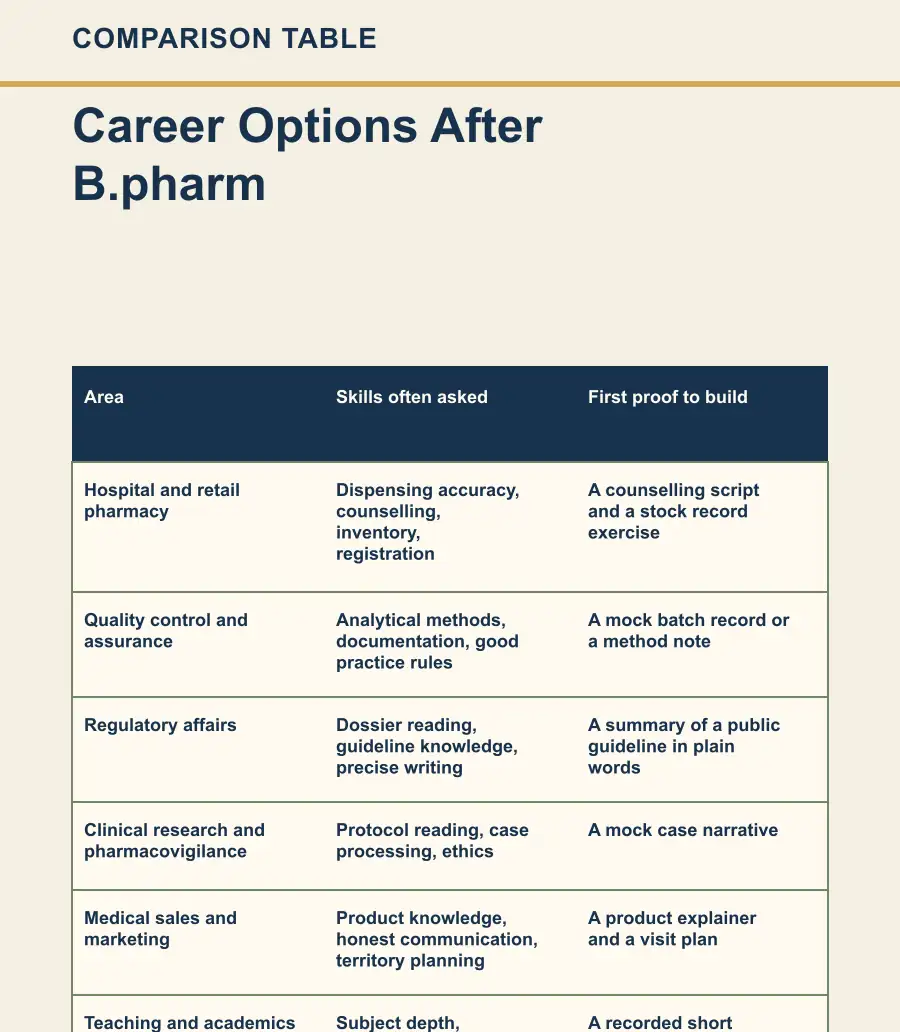 COMPARISON TABLE
Career Options After
B.pharm
Area
Skills often asked
First proof to build
Hospital and retail
pharmacy
Dispensing accuracy,
counselling,
inventory,
registration
A counselling script
and a stock record
exercise
Quality control and
assurance
Analytical methods,
documentation, good
practice rules
A mock batch record or
a method note
Regulatory affairs
Dossier reading,
guideline knowledge,
precise writing
A summary of a public
guideline in plain
words
Clinical research and
pharmacovigilance
Protocol reading, case
processing, ethics
A mock case narrative
Medical sales and
marketing
Product knowledge,
honest communication,
territory planning
A product explainer
and a visit plan
Teaching and academics
Subject depth,
A recorded short